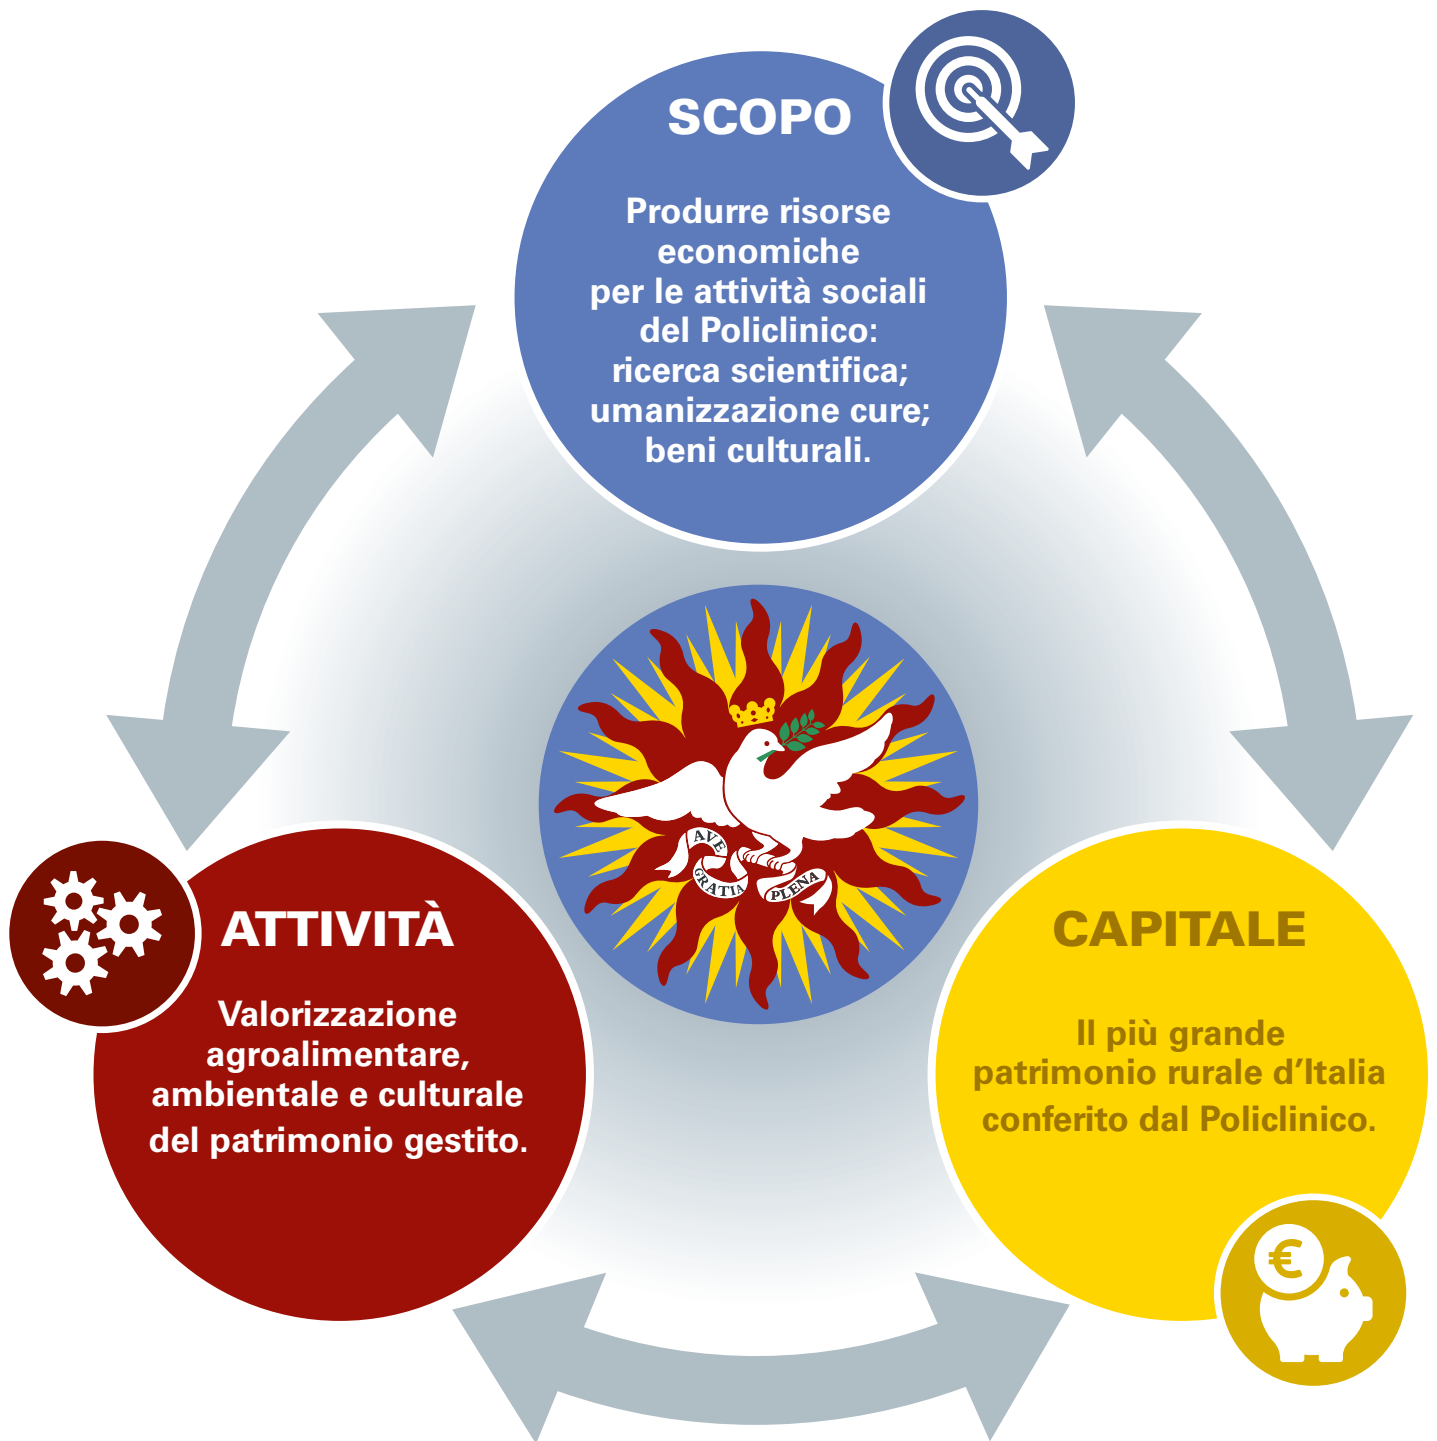 SCOPO
Produrre risorse
economiche
per le attività sociali
del Policlinico:
ricerca scientifica;
umanizzazione cure;
beni culturali.
AVE
GRATIA
PLENA
ATTIVITÀ
Valorizzazione
agroalimentare,
ambientale e culturale
del patrimonio gestito.
CAPITALE
Il più grande
patrimonio rurale d’Italia
conferito dal Policlinico.
€